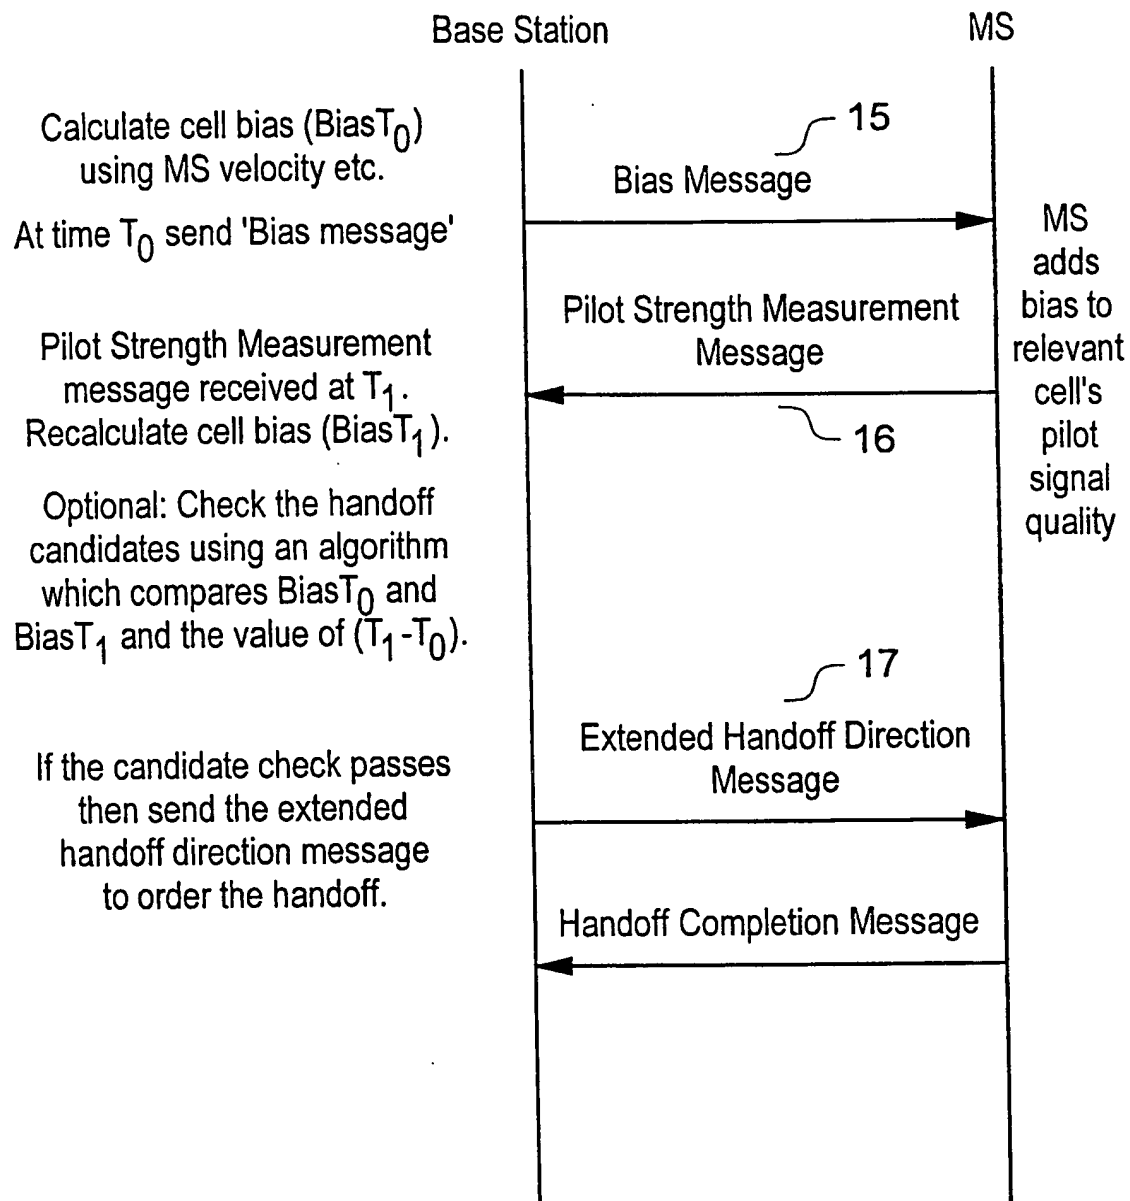 Base Station
MS
Calculate cell bias (BiasT₀)
using MS velocity etc.
15
Bias Message
At time T₀ send 'Bias message'
MS
adds
bias to
relevant
cell's
pilot
signal
quality
Pilot Strength Measurement
Message
Pilot Strength Measurement
message received at T₁.
Recalculate cell bias (BiasT₁).
16
Optional: Check the handoff
candidates using an algorithm
which compares BiasT₀ and
BiasT₁ and the value of (T₁-T₀).
17
Extended Handoff Direction
Message
If the candidate check passes
then send the extended
handoff direction message
to order the handoff.
Handoff Completion Message